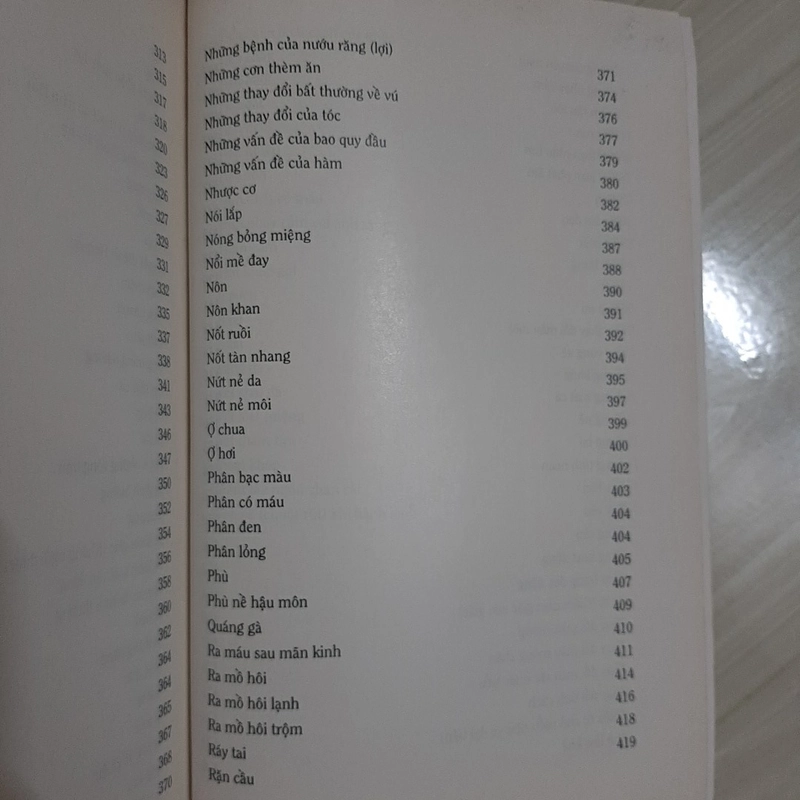 313
315
317
318
320
323
326
327
329
331
332
335
337
338
341
343
346
347
350
352
354
356
358
360
362
364
364
365
367
368
370
Những bệnh của nướu răng (lợi) 371
Những cơn thèm ăn 374
Những thay đổi bất thường về vú 376
Những thay đổi của tóc 377
Những vấn đề của bao quy đầu 379
Những vấn đề của hàm 380
Nhược cơ 382
Nói lắp 384
Nóng bỏng miệng 387
Nổi mề đay 388
Nôn 390
Nôn khan 391
Nốt ruồi 392
Nốt tàn nhang 394
Nứt nẻ da 395
Nứt nẻ môi 397
Ợ chua 399
Ợ hơi 400
Phân bạc màu 402
Phân có máu 403
Phân đen 404
Phân lỏng 404
Phù 405
Phù nề hậu môn 407
Quáng gà 409
Ra máu sau mãn kinh 410
Ra mồ hôi 411
Ra mồ hôi lạnh 414
Ra mồ hôi trộm 416
Ráy tai 418
Rặn cầu 419